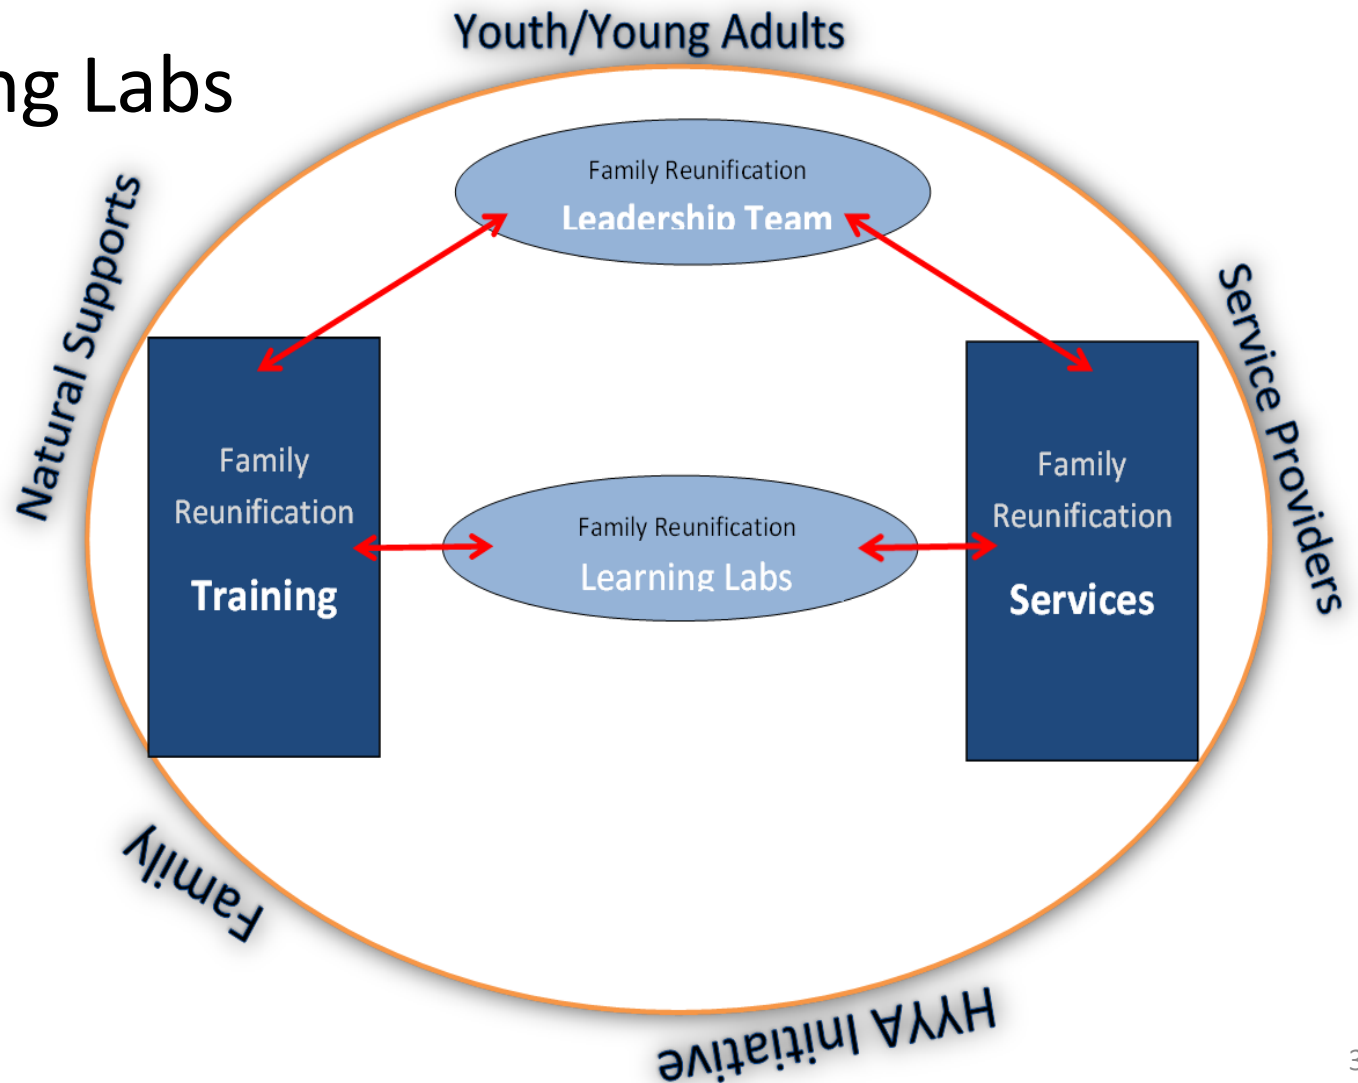 Youth/Young Adults
ng Labs
Family Reunification
Leadership Team
Natural Supports
Service Providers
Family
Reunification
Training
Family Reunification
Learning Labs
Family
Reunification
Services
Family
HYYA Initiative
3